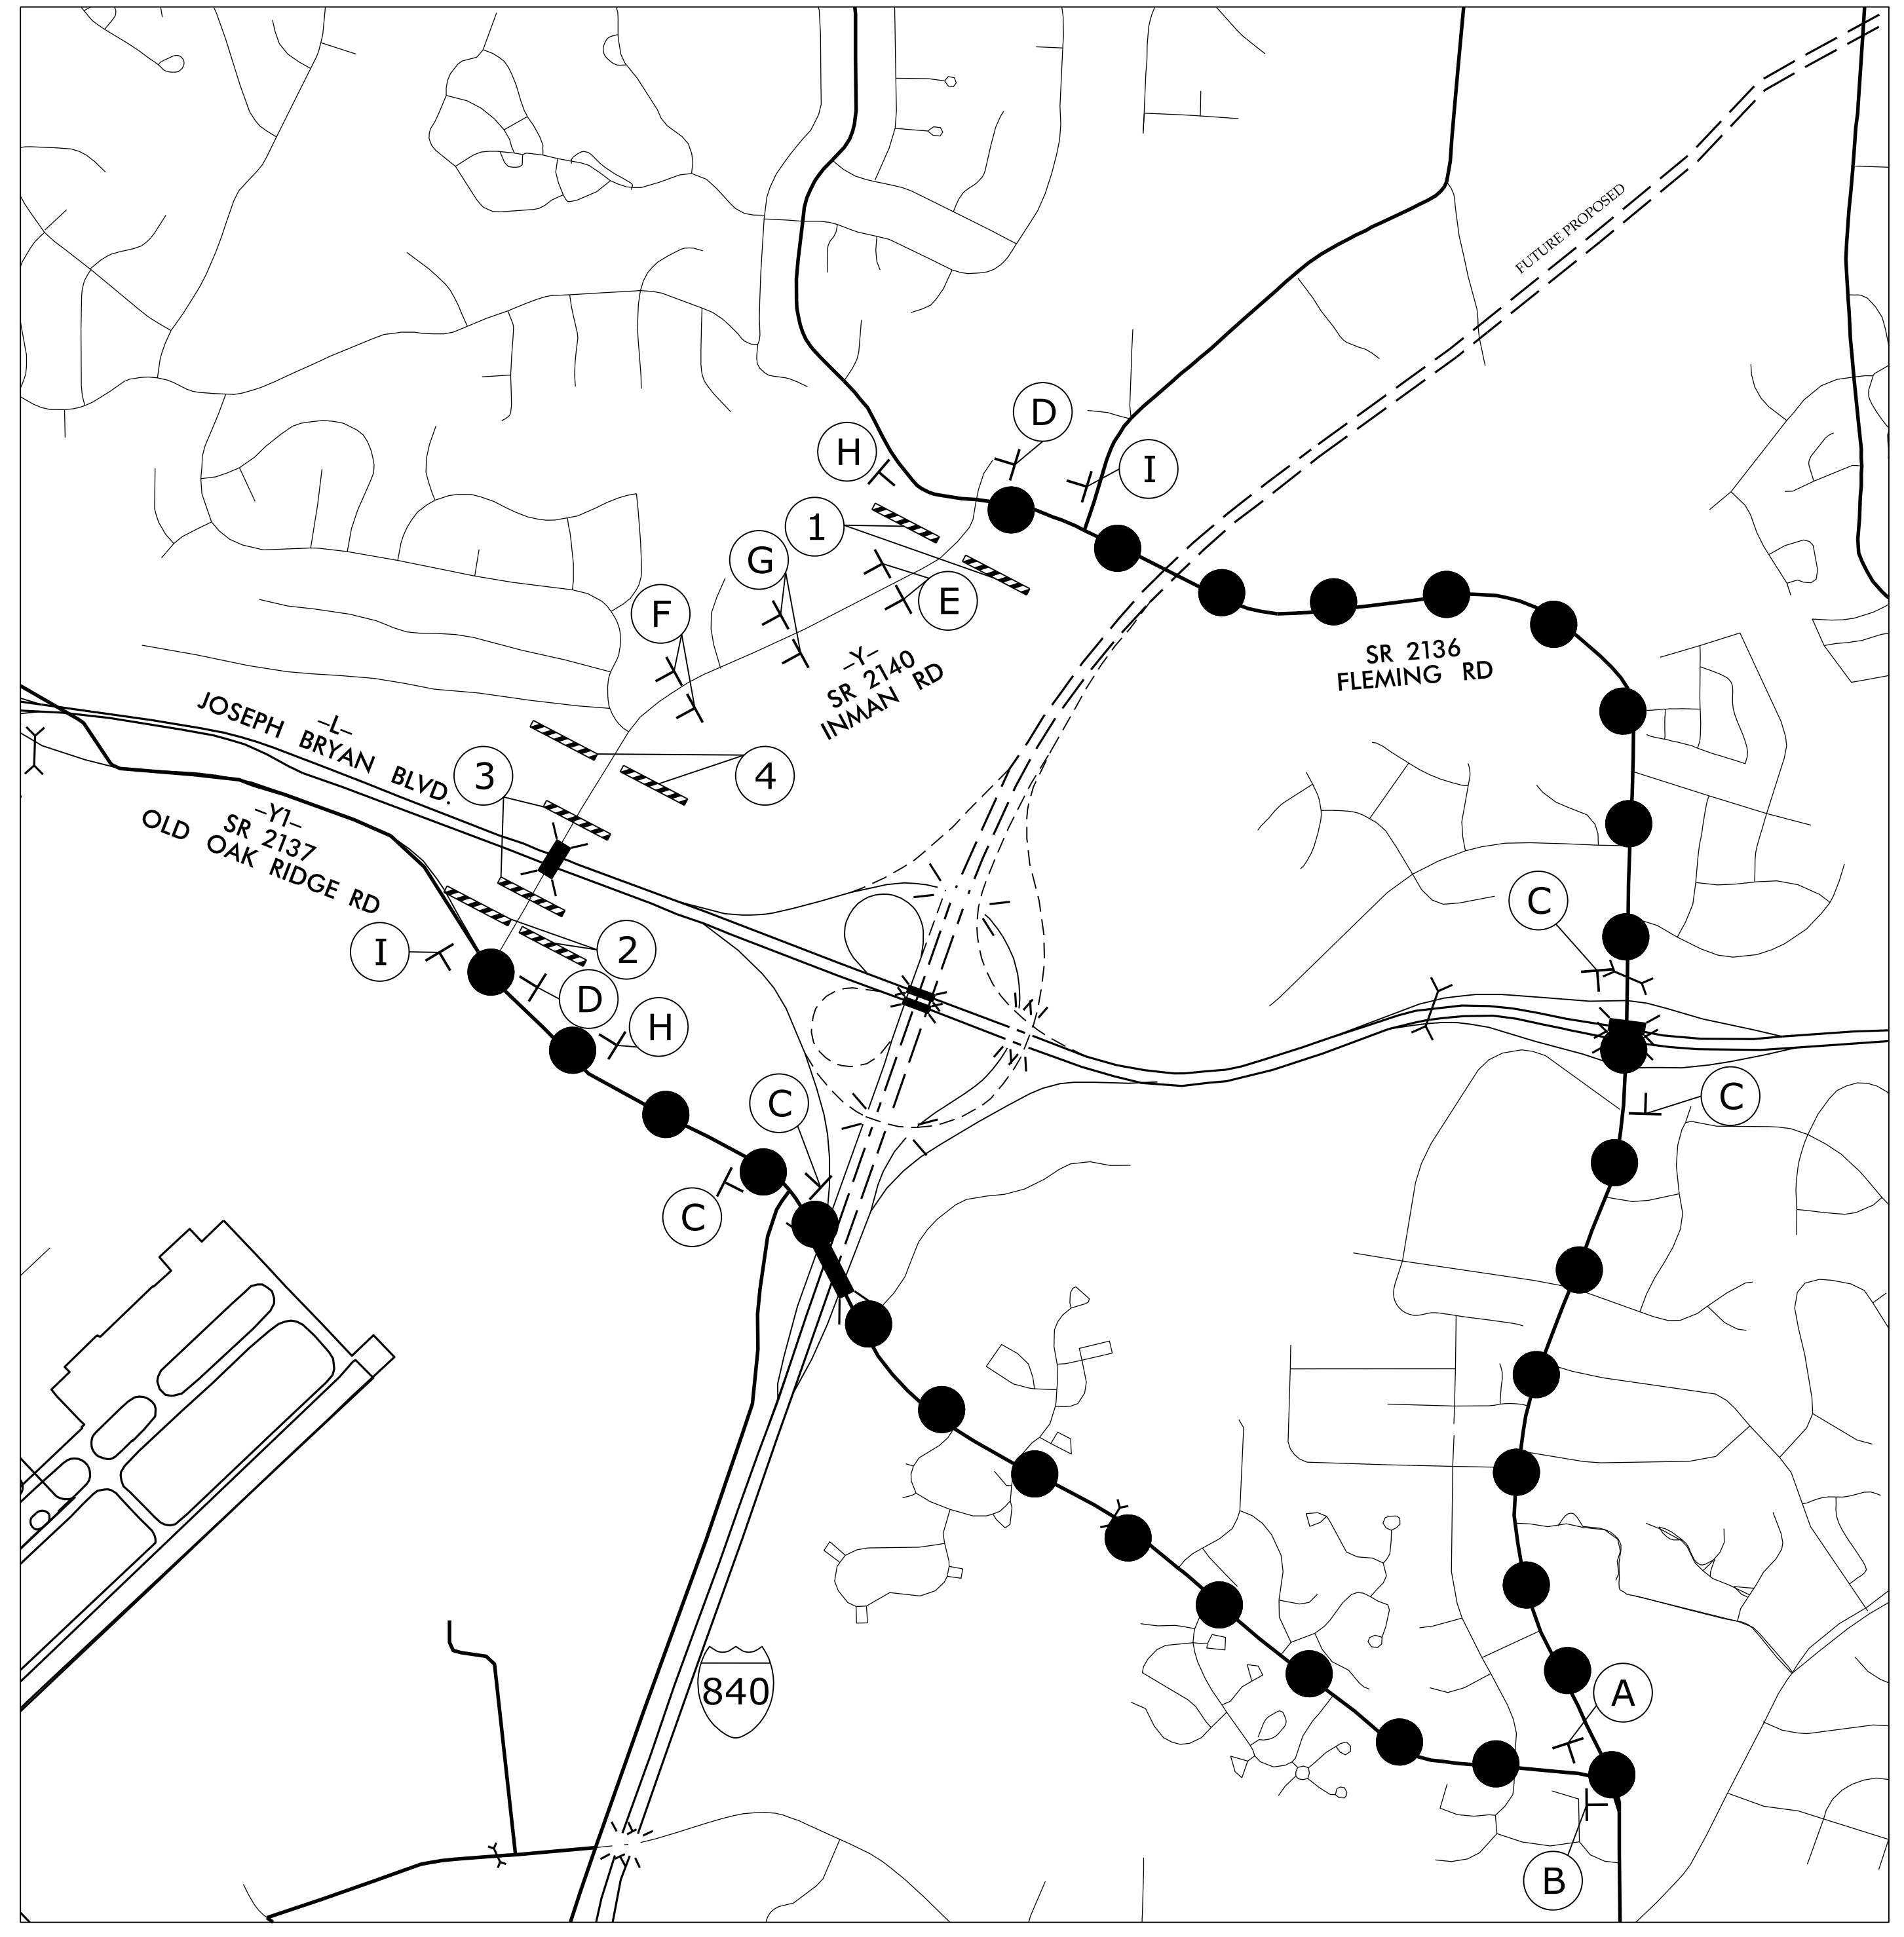 FUTURE PROPOSED
D
H
I
1
G
E
F
-Y-
SR 2140
INMAN RD
SR 2136
FLEMING RD
-L-
JOSEPH BRYAN BLVD.
3
4
-Y1-
SR 2137
OLD OAK RIDGE RD
C
I
2
D
H
C
C
C
840
A
B